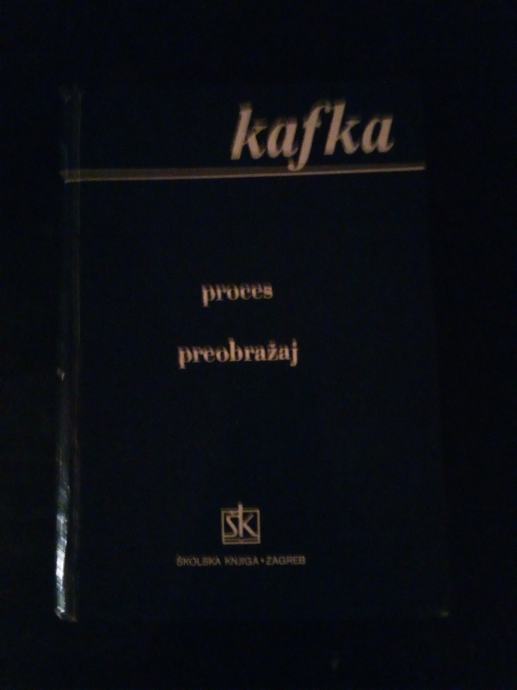 kafka
proces
preobražaj
ŠK
ŠKOLSKA KNJIGA • ZAGREB